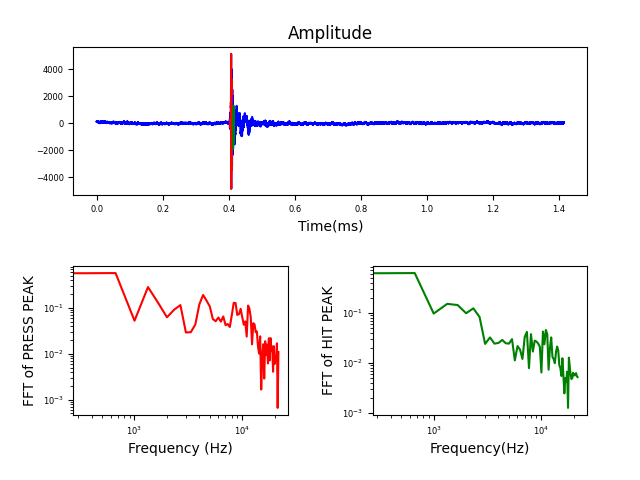 Amplitude
4000
2000
0
−2000
−4000
0.0 0.2 0.4 0.6 0.8 1.0 1.2 1.4
Time(ms)
FFT of PRESS PEAK
10⁻¹
10⁻²
10⁻³
10³ 10⁴
Frequency (Hz)
FFT of HIT PEAK
10⁻¹
10⁻²
10⁻³
10³ 10⁴
Frequency(Hz)